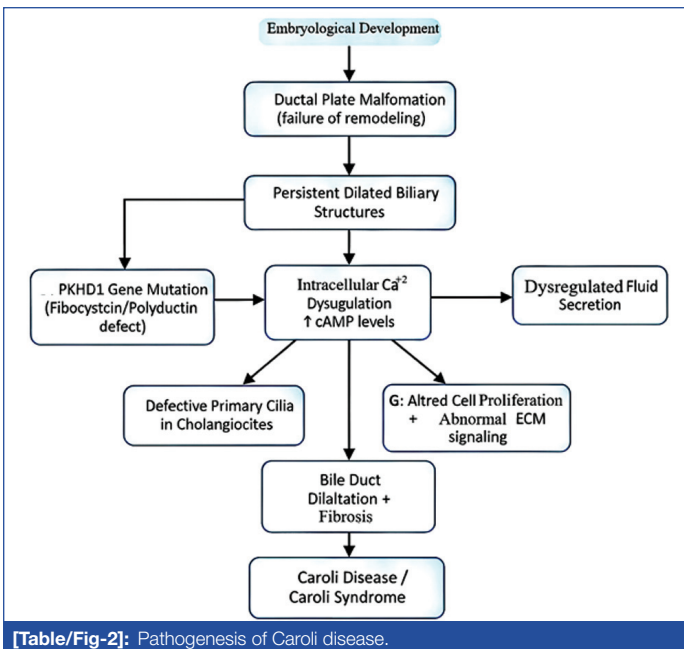 Embryological Development
Ductal Plate Malfomation
(failure of remodeling)
Persistent Dilated Biliary
Structures
PKHD1 Gene Mutation
(Fibocystcin/Polyductin
defect)
Intracellular Ca+2
Dysugulation
↑ cAMP levels
Dysregulated Fluid
Secretion
Defective Primary Cilia
in Cholangiocites
G: Altred Cell Proliferation
+ Abnormal ECM
signaling
Bile Duct
Dilaltation +
Fibrosis
Caroli Disease /
Caroli Syndrome
[Table/Fig-2]: Pathogenesis of Caroli disease.